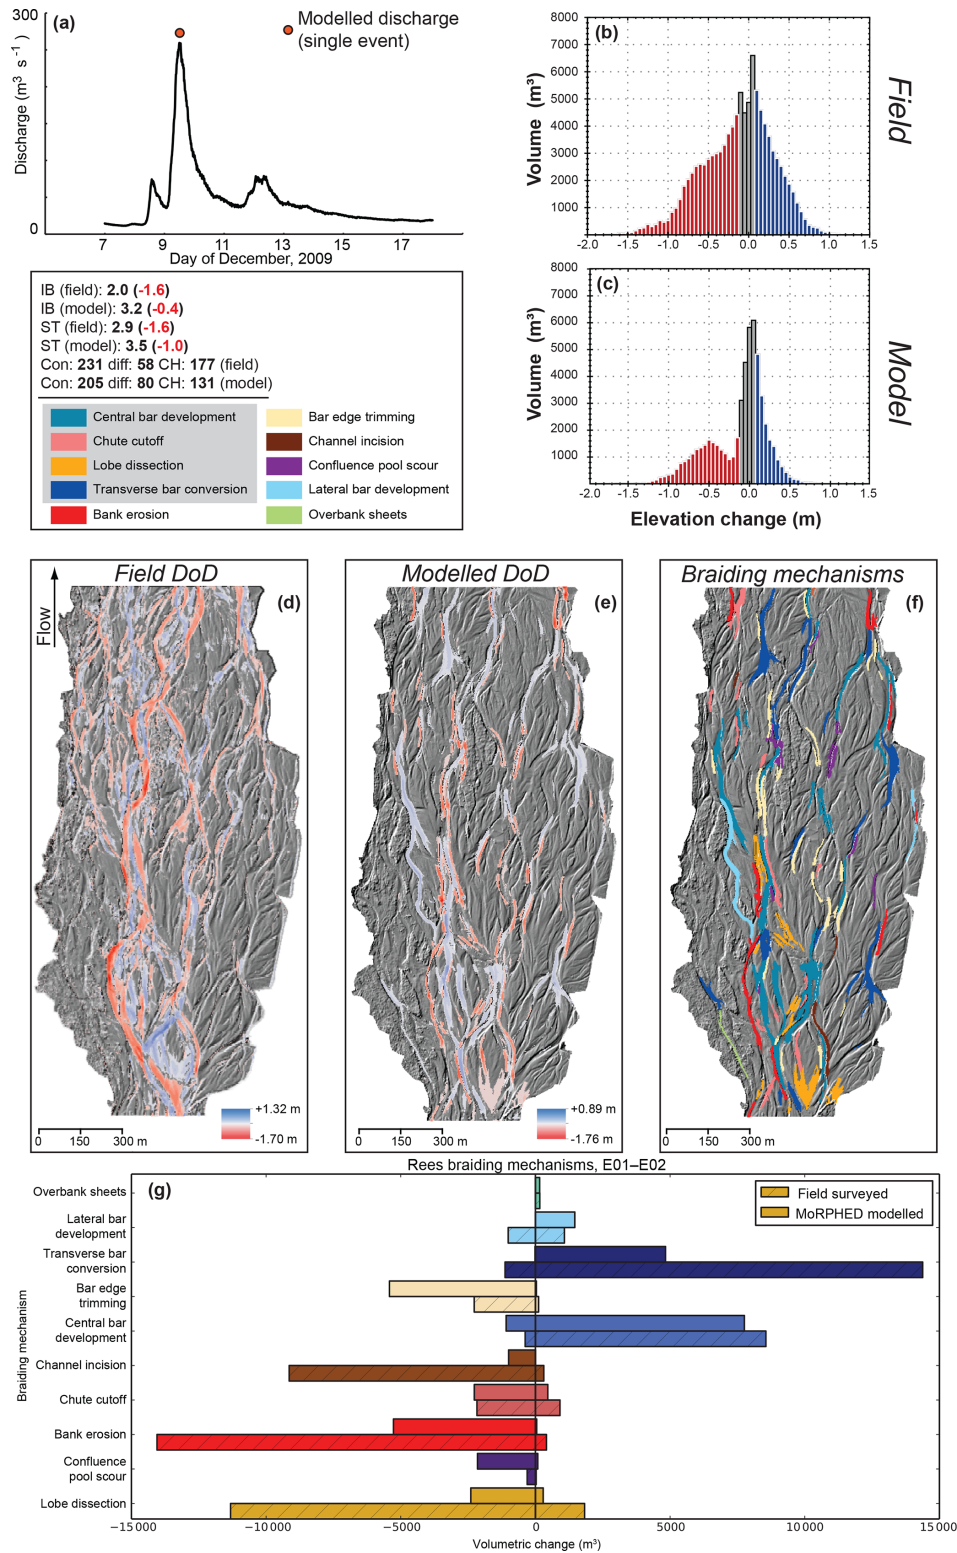 (a)
300
0
Discharge (m³ s⁻¹ )
Modelled discharge
(single event)
7 9 11 13 15 17
Day of December, 2009
(b)
8000
7000
6000
5000
4000
3000
2000
1000
Volume (m³)
-2.0 -1.5 -1.0 -0.5 0.0 0.5 1.0 1.5
Field
(c)
8000
7000
6000
5000
4000
3000
2000
1000
Volume (m³)
-2.0 -1.5 -1.0 -0.5 0.0 0.5 1.0 1.5
Elevation change (m)
Model
IB (field): 2.0 (-1.6)
IB (model): 3.2 (-0.4)
ST (field): 2.9 (-1.6)
ST (model): 3.5 (-1.0)
Con: 231 diff: 58 CH: 177 (field)
Con: 205 diff: 80 CH: 131 (model)
Central bar development
Chute cutoff
Lobe dissection
Transverse bar conversion
Bank erosion
Bar edge trimming
Channel incision
Confluence pool scour
Lateral bar development
Overbank sheets
Field DoD
(d)
Flow
+1.32 m
-1.70 m
0 150 300 m
Modelled DoD
(e)
+0.89 m
-1.76 m
0 150 300 m
Braiding mechanisms
(f)
0 150 300 m
Rees braiding mechanisms, E01–E02
(g)
Field surveyed
MoRPHED modelled
Braiding mechanism
Overbank sheets
Lateral bar
development
Transverse bar
conversion
Bar edge
trimming
Central bar
development
Channel incision
Chute cutoff
Bank erosion
Confluence
pool scour
Lobe dissection
−15 000 −10 000 −5000 0 5000 10 000 15 000
Volumetric change (m³)